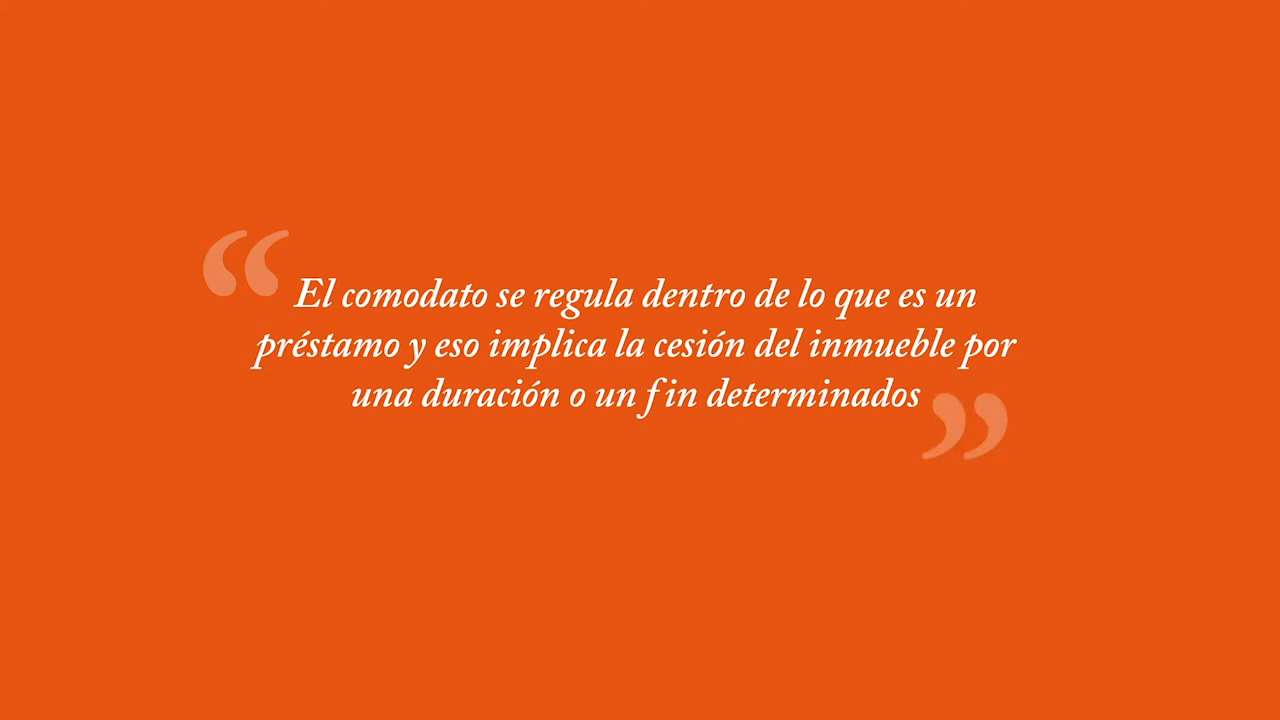 “El comodato se regula dentro de lo que es un
préstamo y eso implica la cesión del inmueble por
una duración o un fin determinados”